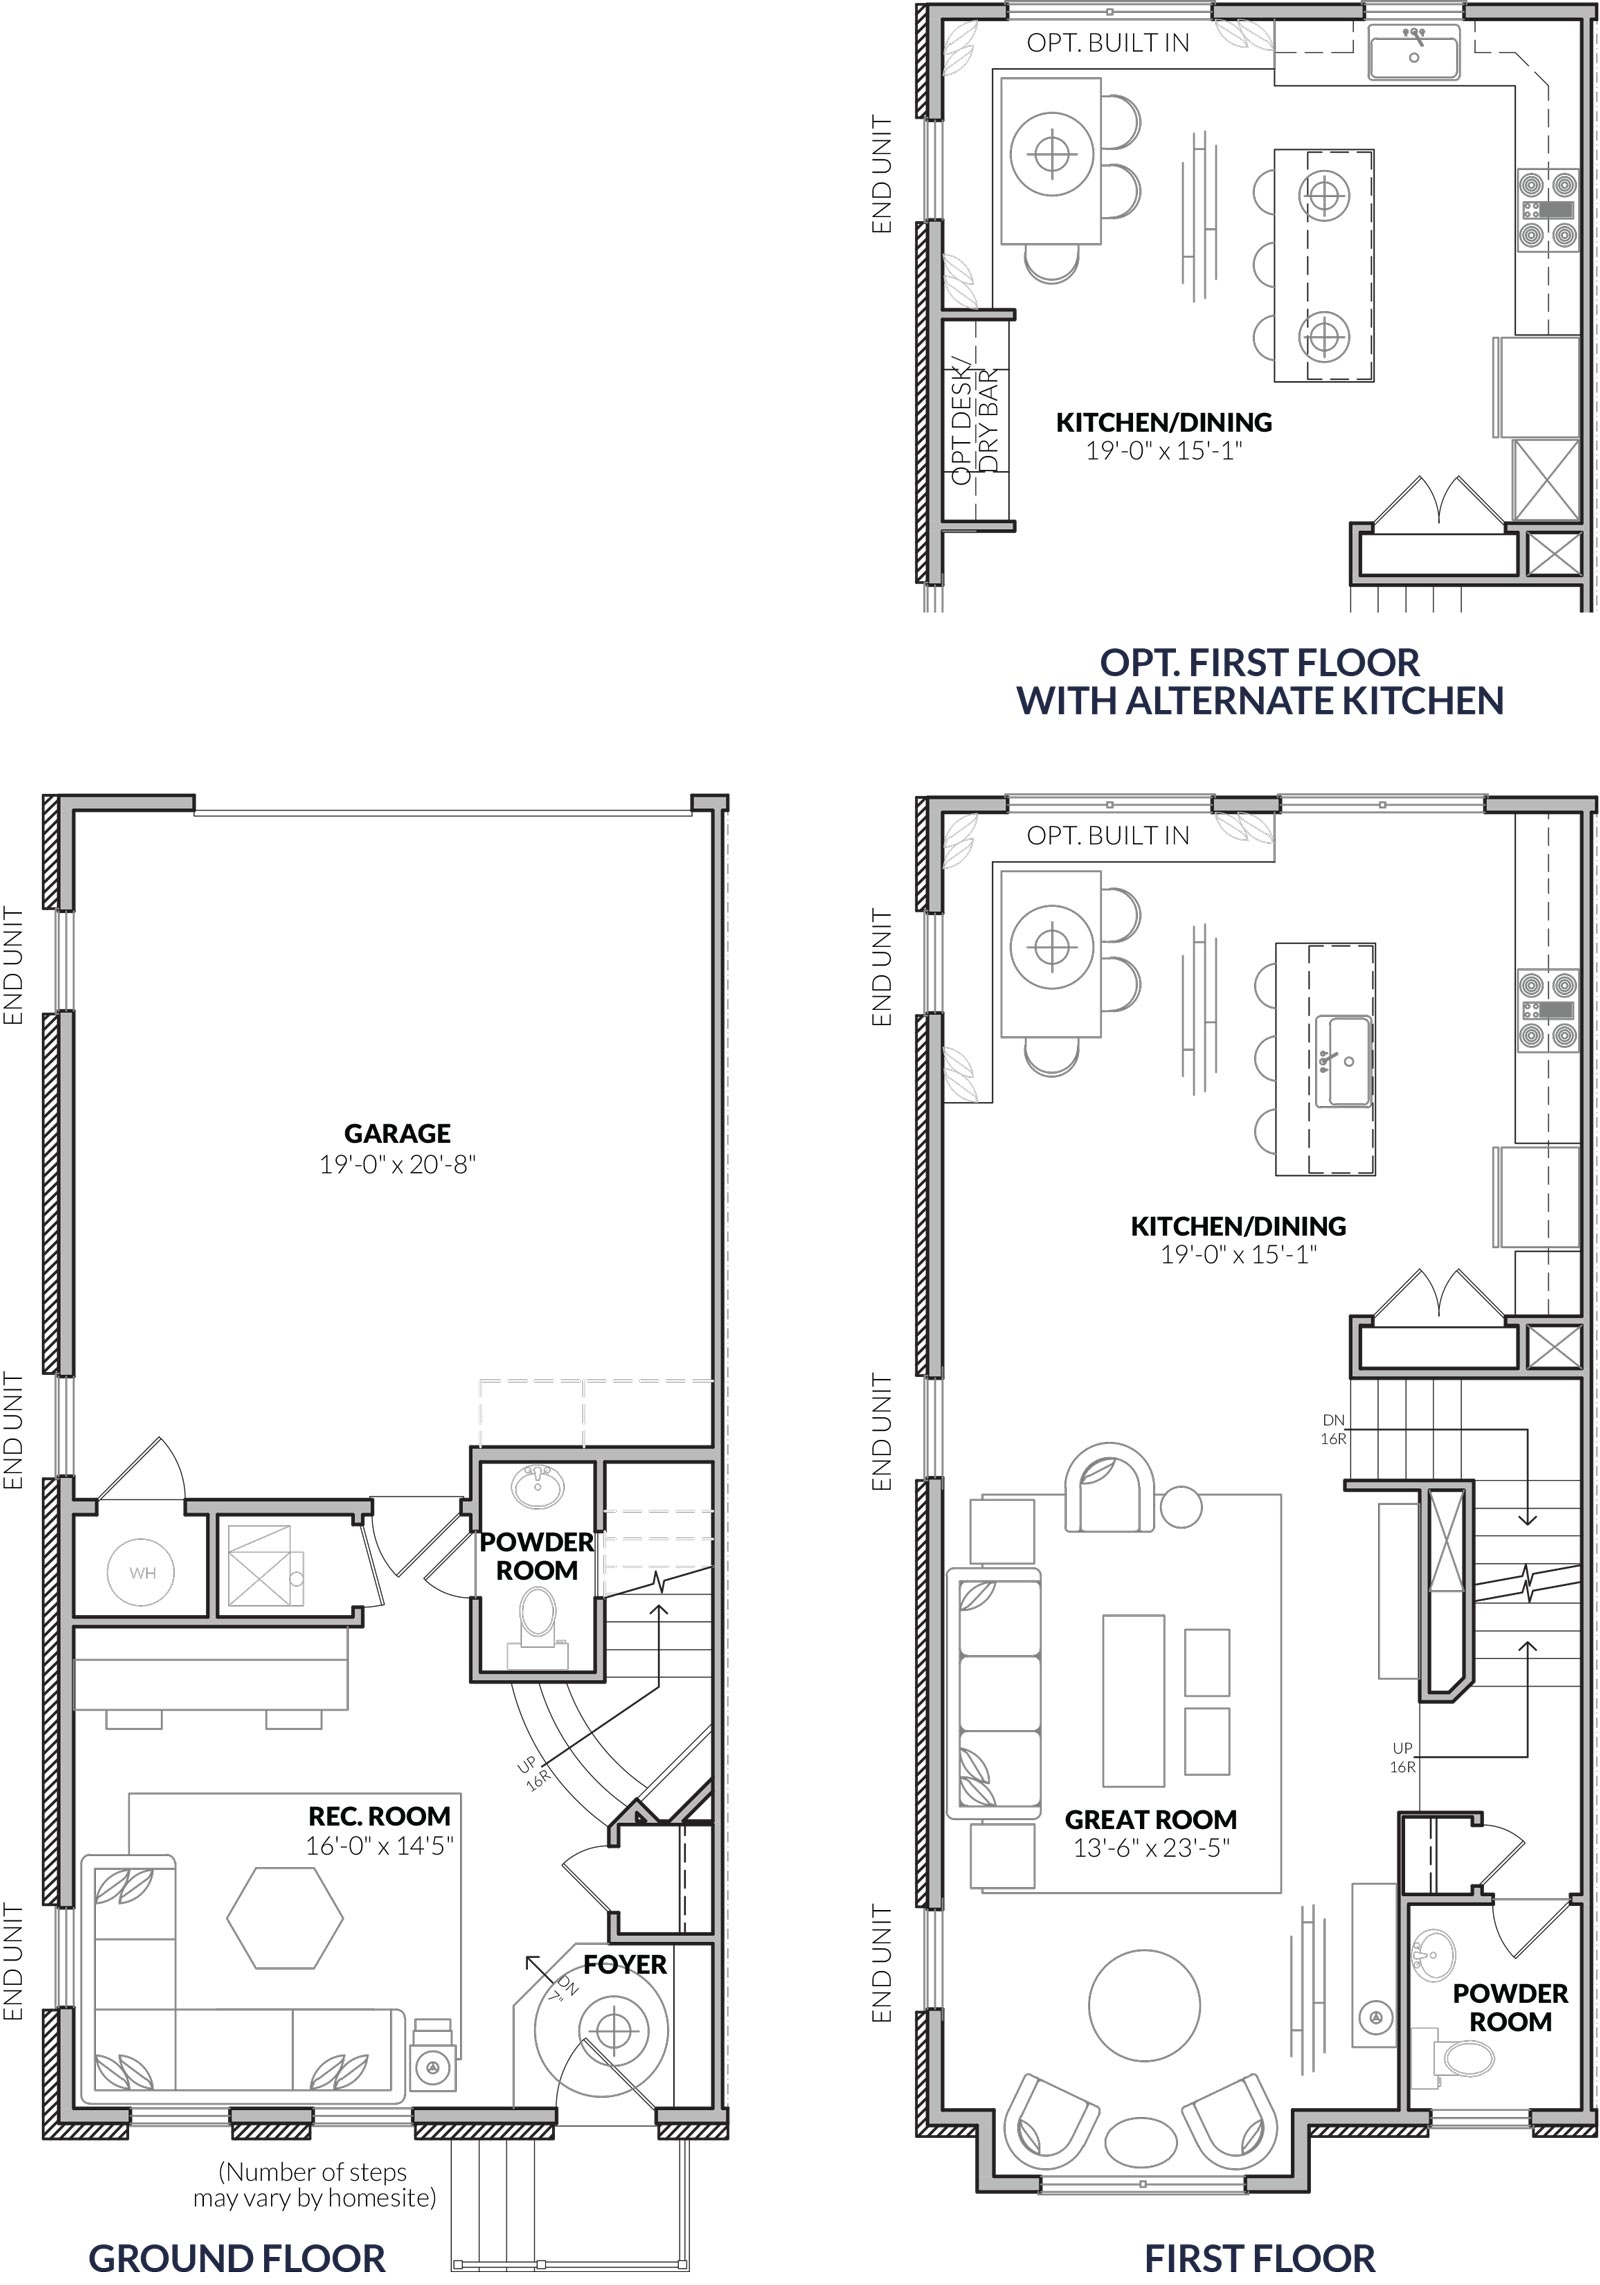 OPT. BUILT IN
END UNIT
OPT DESK/
DRY BAR
KITCHEN/DINING
19'-0" x 15'-1"
OPT. FIRST FLOOR
WITH ALTERNATE KITCHEN
END UNIT
END UNIT
END UNIT
GARAGE
19'-0" x 20'-8"
WH
POWDER
ROOM
UP
16R
REC. ROOM
16'-0" x 14'5"
FOYER
DN
7"
(Number of steps
may vary by homesite)
GROUND FLOOR
OPT. BUILT IN
END UNIT
END UNIT
END UNIT
KITCHEN/DINING
19'-0" x 15'-1"
DN
16R
UP
16R
GREAT ROOM
13'-6" x 23'-5"
POWDER
ROOM
FIRST FLOOR